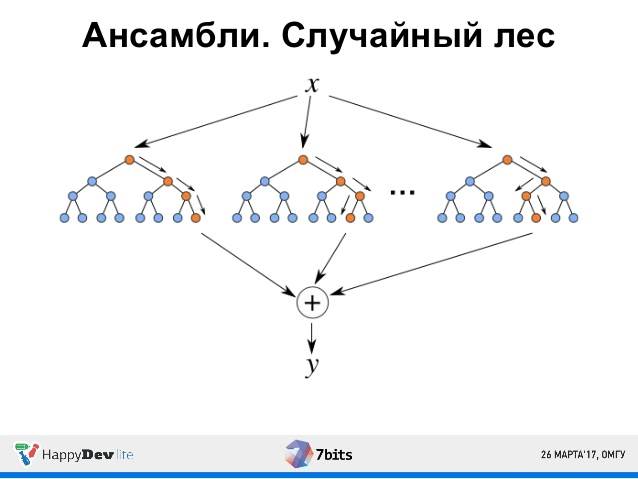 Ансамбли. Случайный лес
x
...
+
y
HappyDev lite
7bits
26 МАРТА'17, ОМГУ